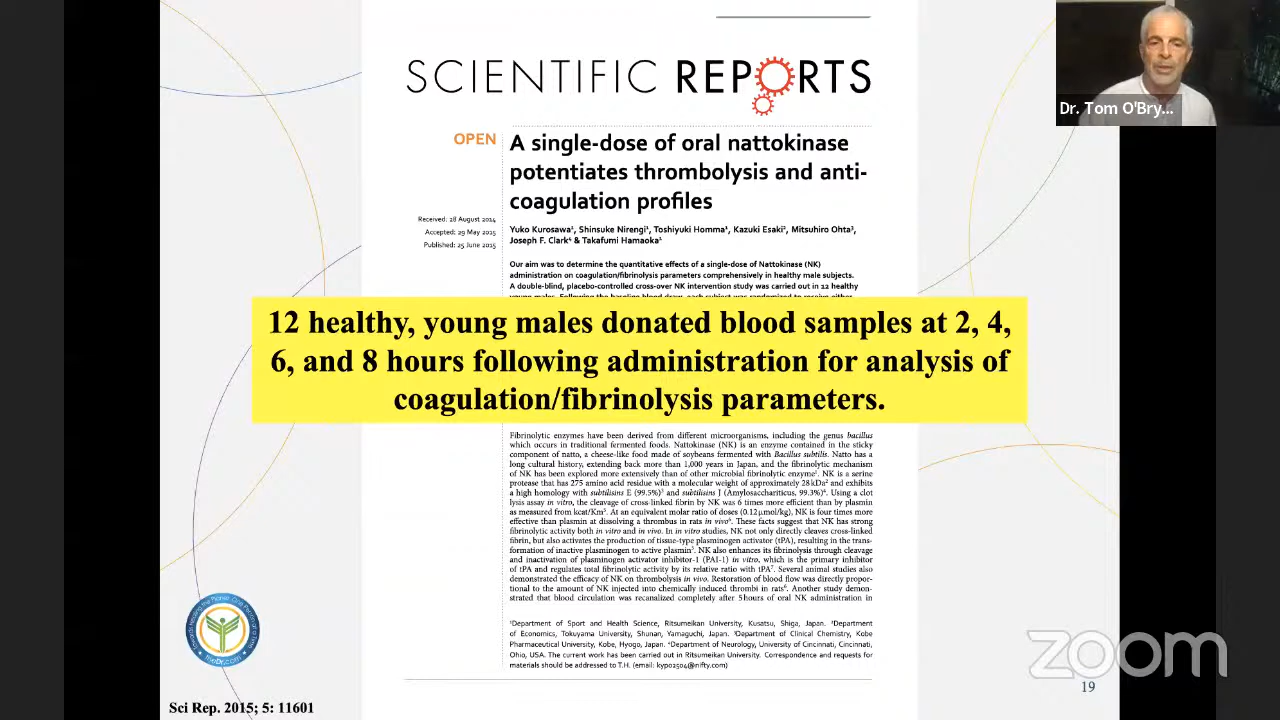 SCIENTIFIC REPORTS
Dr. Tom O'Bry...
OPEN
A single-dose of oral nattokinase
potentiates thrombolysis and anti-
coagulation profiles
Received: 28 August 2014
Accepted: 29 May 2015
Published: 25 June 2015
Yuko Kurosawa¹, Shinsuke Nirengi¹, Toshiyuki Homma¹, Kazuki Esaki², Mitsuhiro Ohta³,
Joseph F. Clark⁴ & Takafumi Hamaoka¹
Our aim was to determine the quantitative effects of a single-dose of Nattokinase (NK)
administration on coagulation/fibrinolysis parameters comprehensively in healthy male subjects.
A double-blind, placebo-controlled cross-over NK intervention study was carried out in 12 healthy
12 healthy, young males donated blood samples at 2, 4,
6, and 8 hours following administration for analysis of
coagulation/fibrinolysis parameters.
Fibrinolytic enzymes have been derived from different microorganisms, including the genus bacillus
which occurs in traditional fermented foods. Nattokinase (NK) is an enzyme contained in the sticky
component of natto, a cheese-like food made of soybeans fermented with Bacillus subtilis. Natto has a
long cultural history, extending back more than 1,000 years in Japan, and the fibrinolytic mechanism
of NK has been explored more extensively than of other microbial fibrinolytic enzyme¹. NK is a serine
protease that has 275 amino acid residue with a molecular weight of approximately 28 kDa² and exhibits
a high homology with subtilisins E (99.5%)³ and subtilisins J (Amylosacchariticus, 99.3%)⁴. Using a clot
lysis assay in vitro, the cleavage of cross-linked fibrin by NK was 6 times more efficient than by plasmin
as measured from kcat/Km⁵. At an equivalent molar ratio of doses (0.12 μmol/kg), NK is four times more
effective than plasmin at dissolving a thrombus in rats in vivo⁶. These facts suggest that NK has strong
fibrinolytic activity both in vitro and in vivo. In in vitro studies, NK not only directly cleaves cross-linked
fibrin, but also activates the production of tissue-type plasminogen activator (tPA), resulting in the trans-
formation of inactive plasminogen to active plasmin⁵. NK also enhances its fibrinolysis through cleavage
and inactivation of plasminogen activator inhibitor-1 (PAI-1) in vitro, which is the primary inhibitor
of tPA and regulates total fibrinolytic activity by its relative ratio with tPA⁷. Several animal studies also
demonstrated the efficacy of NK on thrombolysis in vivo. Restoration of blood flow was directly propor-
tional to the amount of NK injected into chemically induced thrombi in rats⁶. Another study demon-
strated that blood circulation was recanalized completely after 5 hours of oral NK administration in
¹Department of Sport and Health Science, Ritsumeikan University, Kusatsu, Shiga, Japan. ²Department
of Economics, Tokuyama University, Shunan, Yamaguchi, Japan. ³Department of Clinical Chemistry, Kobe
Pharmaceutical University, Kobe, Hyogo, Japan. ⁴Department of Neurology, University of Cincinnati, Cincinnati,
Ohio, USA. The current work has been carried out in Ritsumeikan University. Correspondence and requests for
materials should be addressed to T.H. (email: kyp02504@nifty.com)
theDr.com
zoom
19
Sci Rep. 2015; 5: 11601